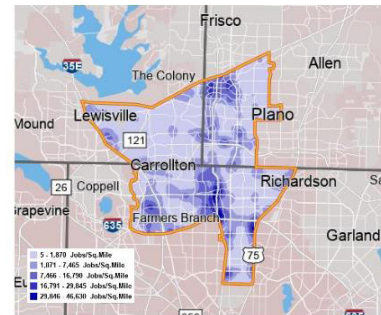 Frisco
35E
The Colony
Allen
Mound
Lewisville
Plano
121
Carrollton
26
Coppell
Richardson
Grapevine
Farmers Branch
635
75
Garland
5 - 1,870 Jobs/Sq.Mile
1,871 - 7,465 Jobs/Sq.Mile
7,466 - 16,790 Jobs/Sq.Mile
16,791 - 29,845 Jobs/Sq.Mile
29,846 - 46,630 Jobs/Sq.Mile